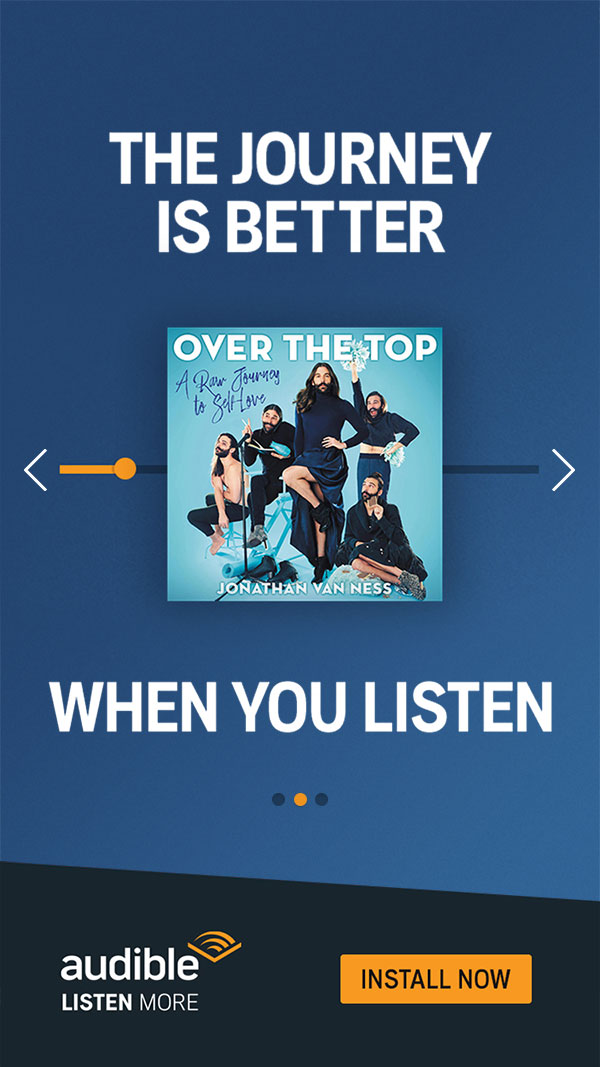 THE JOURNEY
IS BETTER
OVER THE TOP
A Raw Journey
to Self-Love
JONATHAN VAN NESS
WHEN YOU LISTEN
audible
LISTEN MORE
INSTALL NOW